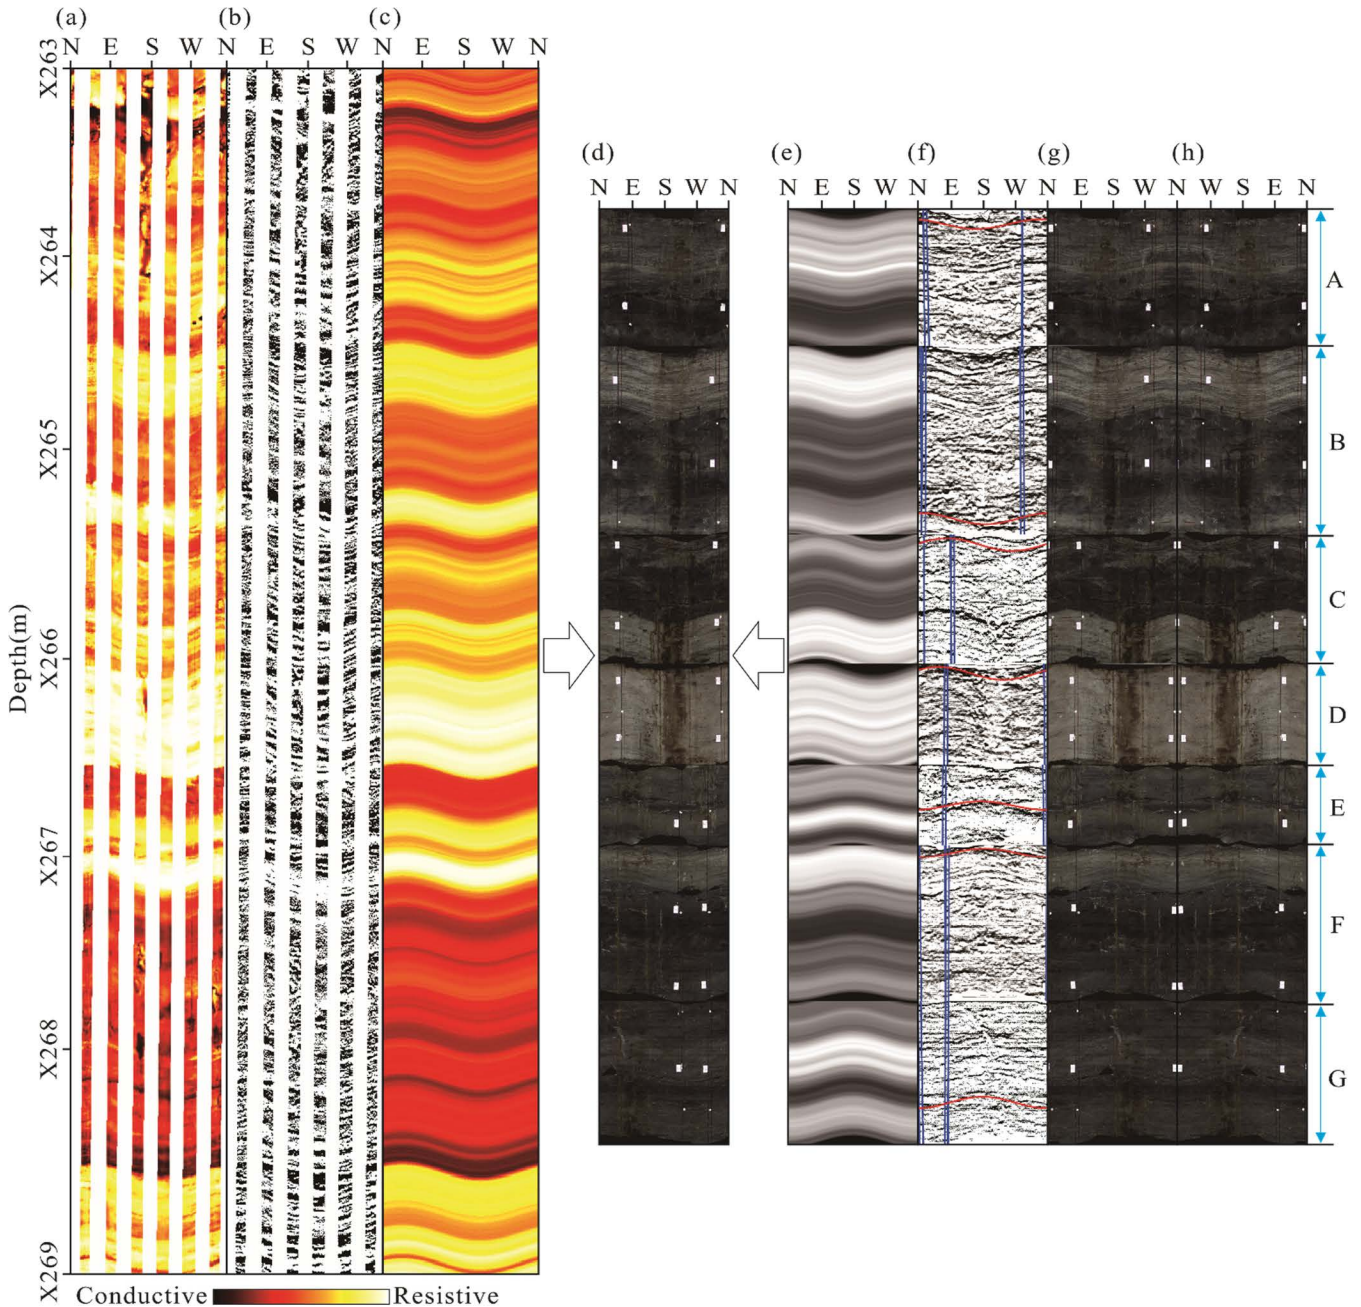 (a) (b) (c)
N E S W N E S W N E S W N
X263
X264
X265
X266
X267
X268
X269
Depth(m)
Conductive Resistive
(d) (e) (f) (g) (h)
N E S W N N E S W N E S W N E S W N W S E N
A
B
C
D
E
F
G